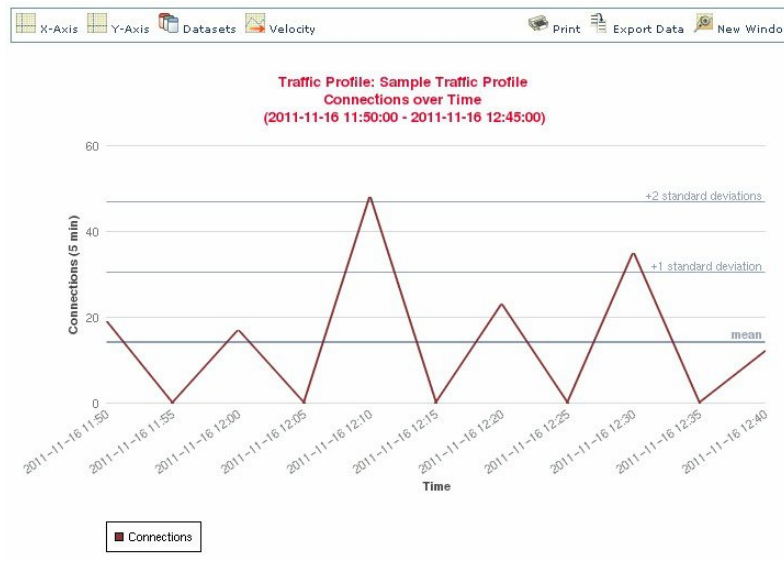 X-Axis Y-Axis Datasets Velocity Print Export Data New Windo
Traffic Profile: Sample Traffic Profile
Connections over Time
(2011-11-16 11:50:00 - 2011-11-16 12:45:00)
Connections (5 min)
60
+2 standard deviations
40
+1 standard deviation
20
mean
0
2011-11-16 11:50
2011-11-16 11:55
2011-11-16 12:00
2011-11-16 12:05
2011-11-16 12:10
2011-11-16 12:15
2011-11-16 12:20
2011-11-16 12:25
2011-11-16 12:30
2011-11-16 12:35
2011-11-16 12:40
Time
Connections